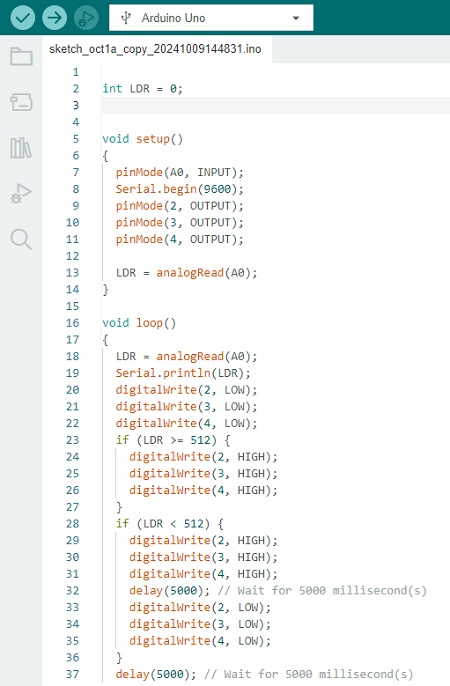 Arduino Uno
sketch_oct1a_copy_20241009144831.ino
1
2 int LDR = 0;
3
4
5 void setup()
6 {
7   pinMode(A0, INPUT);
8   Serial.begin(9600);
9   pinMode(2, OUTPUT);
10   pinMode(3, OUTPUT);
11   pinMode(4, OUTPUT);
12
13   LDR = analogRead(A0);
14 }
15
16 void loop()
17 {
18   LDR = analogRead(A0);
19   Serial.println(LDR);
20   digitalWrite(2, LOW);
21   digitalWrite(3, LOW);
22   digitalWrite(4, LOW);
23   if (LDR >= 512) {
24     digitalWrite(2, HIGH);
25     digitalWrite(3, HIGH);
26     digitalWrite(4, HIGH);
27   }
28   if (LDR < 512) {
29     digitalWrite(2, HIGH);
30     digitalWrite(3, HIGH);
31     digitalWrite(4, HIGH);
32     delay(5000); // Wait for 5000 millisecond(s)
33     digitalWrite(2, LOW);
34     digitalWrite(3, LOW);
35     digitalWrite(4, LOW);
36   }
37   delay(5000); // Wait for 5000 millisecond(s)